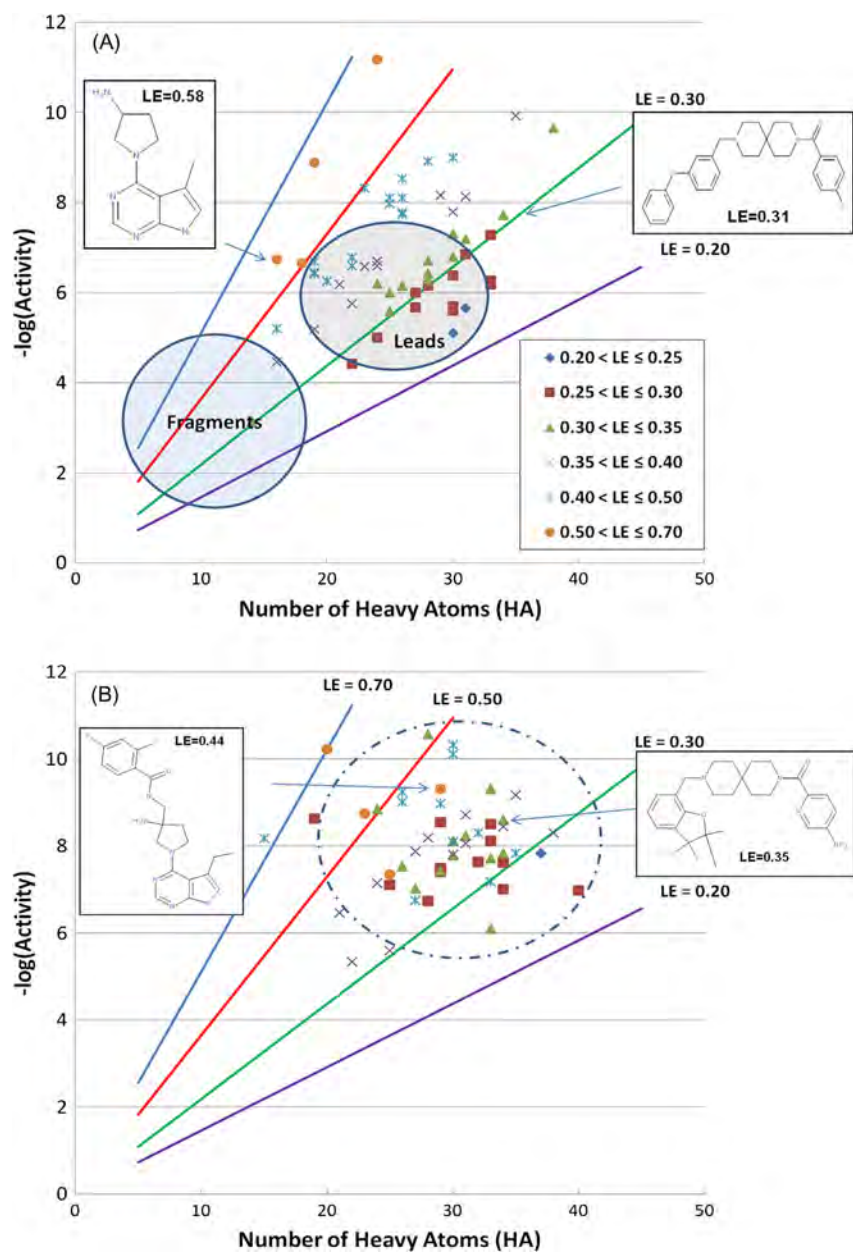 (A)
12
10
8
6
4
2
0
-log(Activity)
H₂N
LE=0.58
N
N
N
N
LE = 0.30
N
N
LE=0.31
LE = 0.20
Fragments
Leads
0.20 < LE ≤ 0.25
0.25 < LE ≤ 0.30
0.30 < LE ≤ 0.35
0.35 < LE ≤ 0.40
0.40 < LE ≤ 0.50
0.50 < LE ≤ 0.70
0 10 20 30 40 50
Number of Heavy Atoms (HA)
(B)
12
10
8
6
4
2
0
-log(Activity)
LE = 0.70
LE = 0.50
LE=0.44
LE = 0.30
LE=0.35
LE = 0.20
0 10 20 30 40 50
Number of Heavy Atoms (HA)